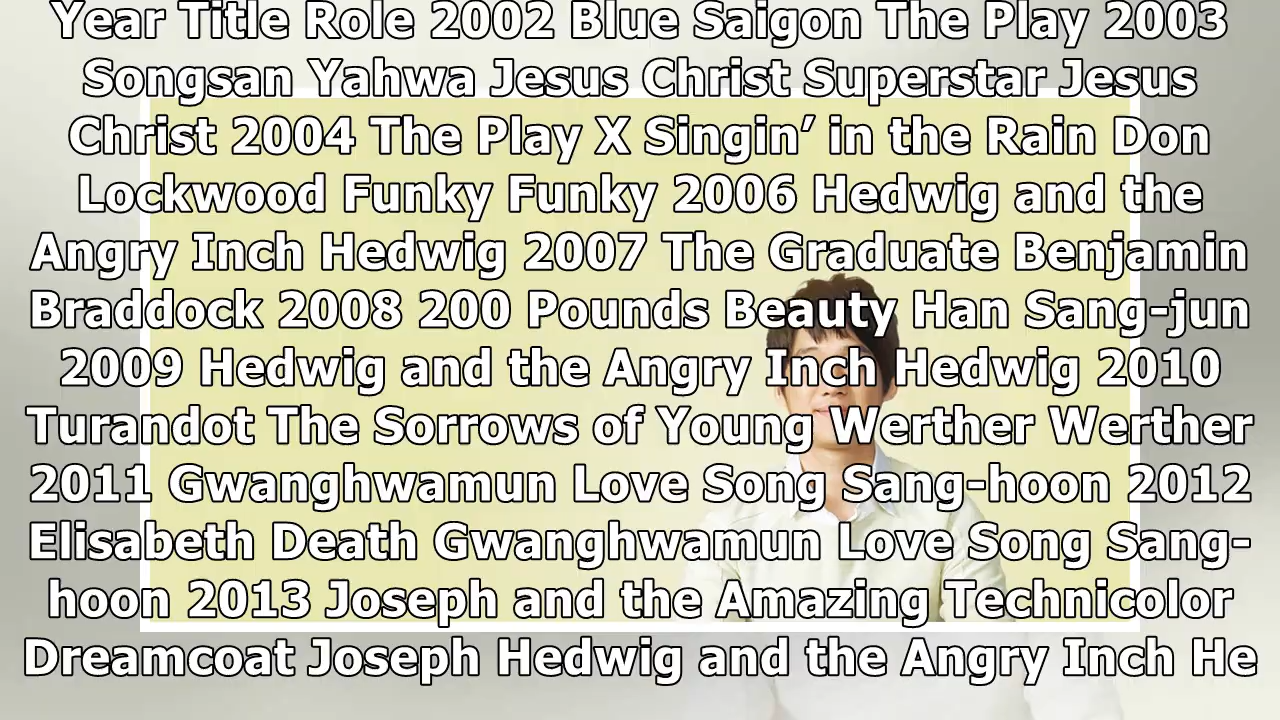 Year Title Role 2002 Blue Saigon The Play 2003
Songsan Yahwa Jesus Christ Superstar Jesus
Christ 2004 The Play X Singin’ in the Rain Don
Lockwood Funky Funky 2006 Hedwig and the
Angry Inch Hedwig 2007 The Graduate Benjamin
Braddock 2008 200 Pounds Beauty Han Sang-jun
2009 Hedwig and the Angry Inch Hedwig 2010
Turandot The Sorrows of Young Werther Werther
2011 Gwanghwamun Love Song Sang-hoon 2012
Elisabeth Death Gwanghwamun Love Song Sang-
hoon 2013 Joseph and the Amazing Technicolor
Dreamcoat Joseph Hedwig and the Angry Inch He